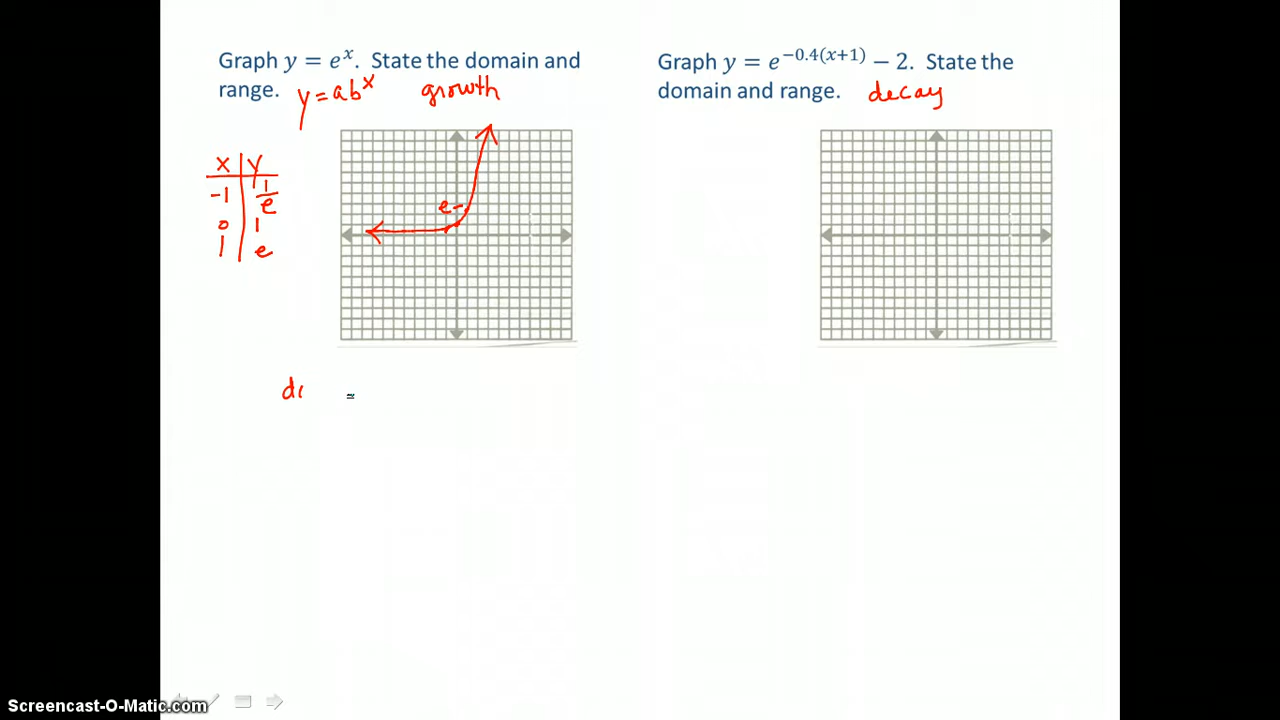 Graph y = e^x. State the domain and
range. y = ab^x growth
x | y
-1 | 1/e
0 | 1
1 | e
e
Graph y = e^{-0.4(x+1)} - 2. State the
domain and range. decay
Screencast-O-Matic.com